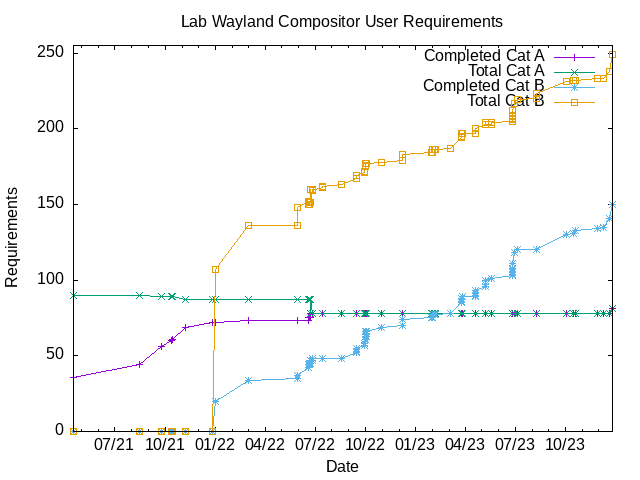 Lab Wayland Compositor User Requirements
250
200
150
100
50
0
Requirements
Completed Cat A
Total Cat A
Completed Cat B
Total Cat B
07/21 10/21 01/22 04/22 07/22 10/22 01/23 04/23 07/23 10/23
Date